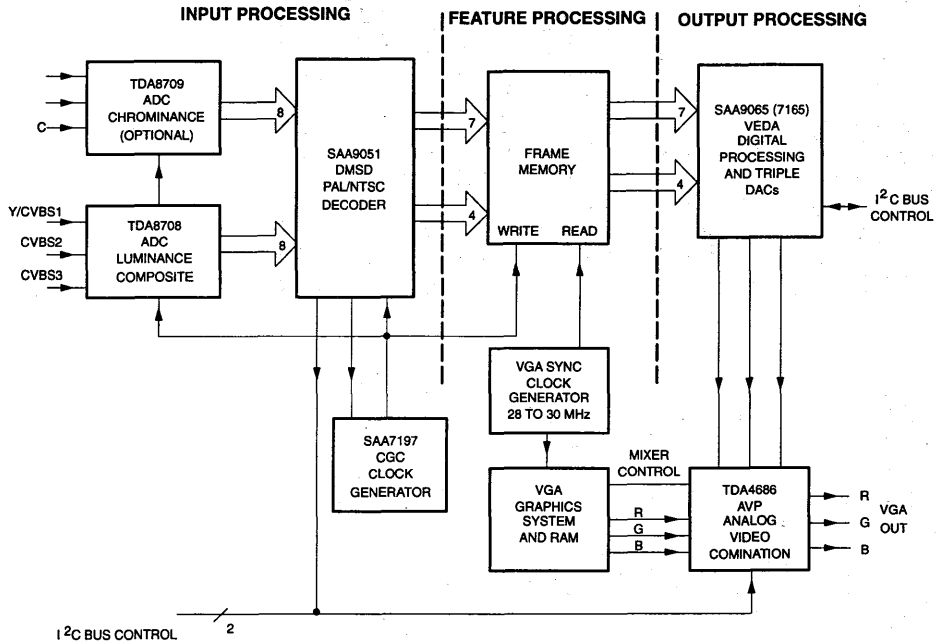 INPUT PROCESSING
FEATURE PROCESSING
OUTPUT PROCESSING
C
TDA8709
ADC
CHROMINANCE
(OPTIONAL)
8
SAA9051
DMSD
PAL/NTSC
DECODER
7
4
FRAME
MEMORY
WRITE
READ
7
4
SAA9065 (7165)
VEDA
DIGITAL
PROCESSING
AND TRIPLE
DACs
I2C BUS
CONTROL
Y/CVBS1
CVBS2
CVBS3
TDA8708
ADC
LUMINANCE
COMPOSITE
8
SAA7197
CGC
CLOCK
GENERATOR
VGA SYNC
CLOCK
GENERATOR
28 TO 30 MHz
VGA
GRAPHICS
SYSTEM
AND RAM
MIXER
CONTROL
R
G
B
TDA4686
AVP
ANALOG
VIDEO
COMINATION
R
G
B
VGA
OUT
I2C BUS CONTROL
2